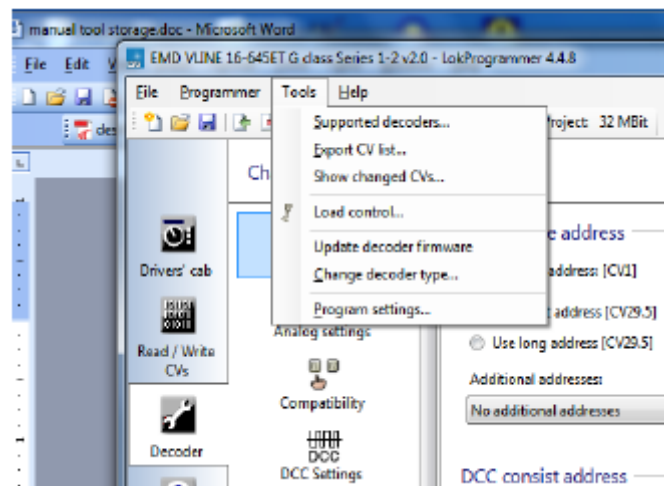 manual tool storage.doc - Microsoft Word
File Edit
EMD VLINE 16-645ET G class Series 1-2 v2.0 - LokProgrammer 4.4.8
File Programmer Tools Help
Project: 32 MBit
des
Supported decoders...
Export CV list...
Show changed CVs...
Load control...
Update decoder firmware
Change decoder type...
Program settings...
Ch
Drivers' cab
Read / Write
CVs
Decoder
Analog settings
Compatibility
DCC
DCC Settings
e address
address: [CV1]
address [CV29.5]
Use long address [CV29.5]
Additional addresses:
No additional addresses
DCC consist address